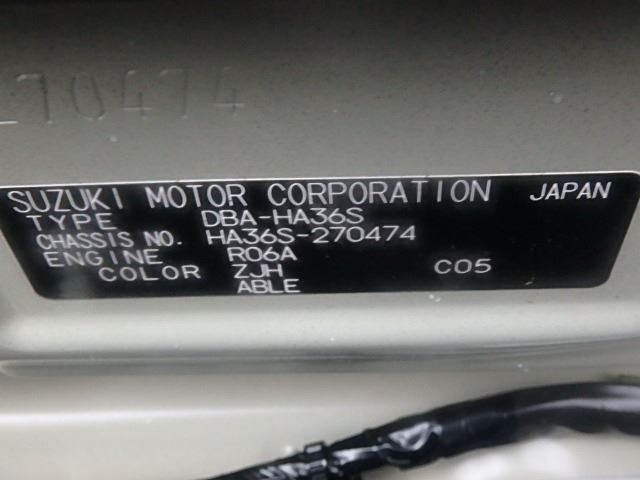 270474
SUZUKI MOTOR CORPORATION JAPAN
TYPE DBA-HA36S
CHASSIS NO. HA36S-270474
ENGINE R06A
COLOR ZJH C05
ABLE